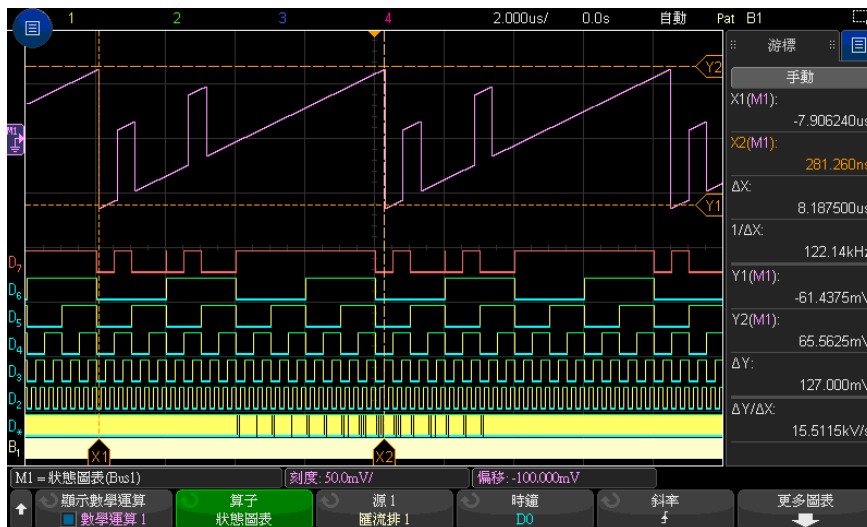 1 2 3 4 2.000us/ 0.0s 自動 Pat B1
游標
手動
X1(M1):
-7.906240us
X2(M1):
281.260ns
ΔX:
8.187500us
1/ΔX:
122.14kHz
Y1(M1):
-61.4375mV
Y2(M1):
65.5625mV
ΔY:
127.000mV
ΔY/ΔX:
15.5115kV/s
Y2
M1
Y1
D7
D6
D5
D4
D3
D2
D*
B1
X1 X2
M1 = 狀態圖表(Bus1) 刻度: 50.0mV/ 偏移: -100.000mV
顯示數學運算 算子 源 1 時鐘 斜率 更多圖表
數學運算 1 狀態圖表 匯流排 1 D0